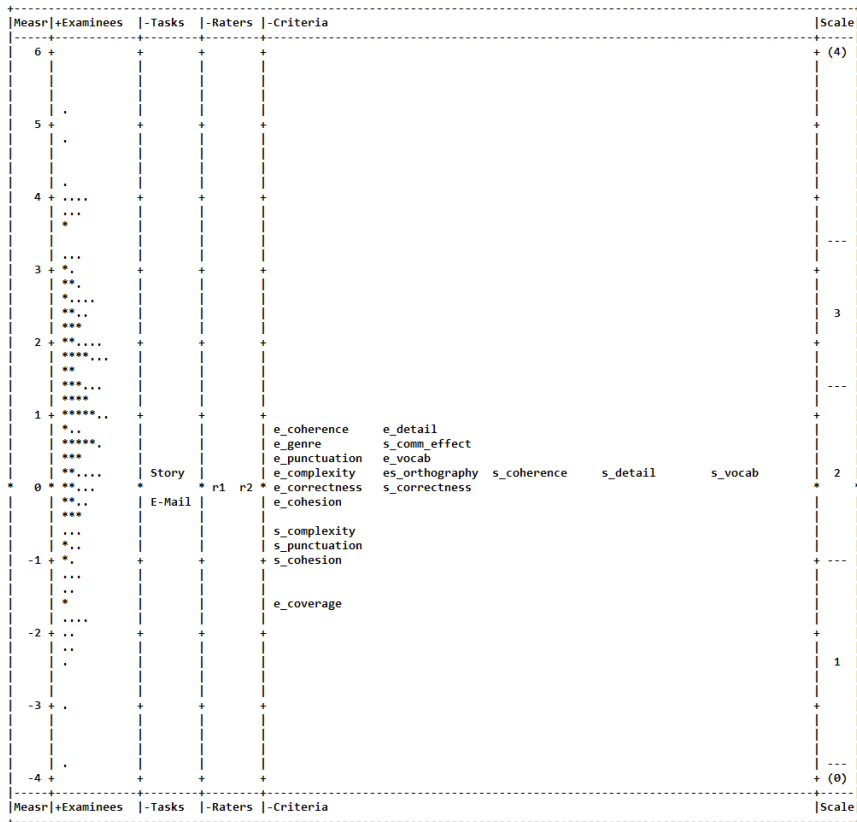 |Measr|+Examinees |-Tasks |-Raters |-Criteria |Scale|
| 6 + + + + + (4) |
| | . | | | | |
| 5 + + + + + |
| | . | | | | |
| | . | | | | |
| 4 + .... + + + + |
| | ... | | | | |
| | * | | | | |
| | | | | | --- |
| | ... | | | | |
| 3 + *. + + + + |
| | **. | | | | |
| | *.... | | | | |
| | **.. | | | | 3 |
| | *** | | | | |
| 2 + **.... + + + + |
| | ****... | | | | |
| | ** | | | | |
| | ***... | | | | --- |
| | **** | | | | |
| 1 + *****.. + + + + |
| | *.. | | | e_coherence e_detail | |
| | *****. | | | e_genre s_comm_effect | |
| | *** | | | e_punctuation e_vocab | |
| | **.... | Story | | e_complexity es_orthography s_coherence s_detail s_vocab | 2 |
* 0 * **... * * r1 r2 * e_correctness s_correctness * *
| | **.. | E-Mail | | e_cohesion | |
| | *** | | | | |
| | ... | | | s_complexity | |
| | *.. | | | s_punctuation | |
| -1 + *. + + + s_cohesion + --- |
| | ... | | | | |
| | .. | | | | |
| | * | | | e_coverage | |
| | .... | | | | |
| -2 + .. + + + + |
| | .. | | | | |
| | . | | | | 1 |
| -3 + . + + + + |
| | . | | | | --- |
| -4 + + + + + (0) |
|Measr|+Examinees |-Tasks |-Raters |-Criteria |Scale|